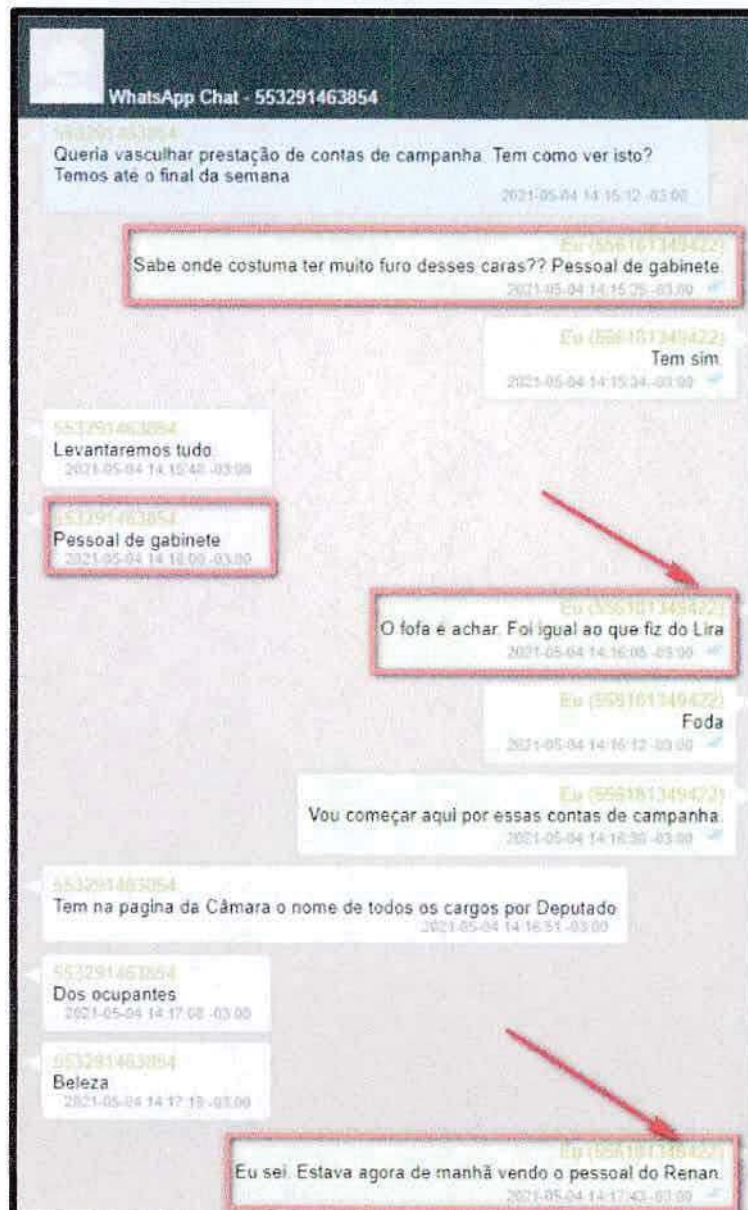 WhatsApp Chat - 553291463854
553291463854
Queria vasculhar prestação de contas de campanha. Tem como ver isto?
Temos até o final da semana
2021-05-04 14:15:12 -03:00
Eu (556181349422)
Sabe onde costuma ter muito furo desses caras?? Pessoal de gabinete.
2021-05-04 14:15:25 -03:00
Eu (556181349422)
Tem sim.
2021-05-04 14:15:34 -03:00
553291463854
Levantaremos tudo.
2021-05-04 14:15:48 -03:00
553291463854
Pessoal de gabinete
2021-05-04 14:16:00 -03:00
Eu (556181349422)
O fofa é achar. Foi igual ao que fiz do Lira
2021-05-04 14:16:05 -03:00
Eu (556181349422)
Foda
2021-05-04 14:16:12 -03:00
Eu (556181349422)
Vou começar aqui por essas contas de campanha.
2021-05-04 14:16:36 -03:00
553291463854
Tem na pagina da Câmara o nome de todos os cargos por Deputado
2021-05-04 14:16:51 -03:00
553291463854
Dos ocupantes
2021-05-04 14:17:08 -03:00
553291463854
Beleza
2021-05-04 14:17:18 -03:00
Eu (556181349422)
Eu sei. Estava agora de manhã vendo o pessoal do Renan.
2021-05-04 14:17:43 -03:00